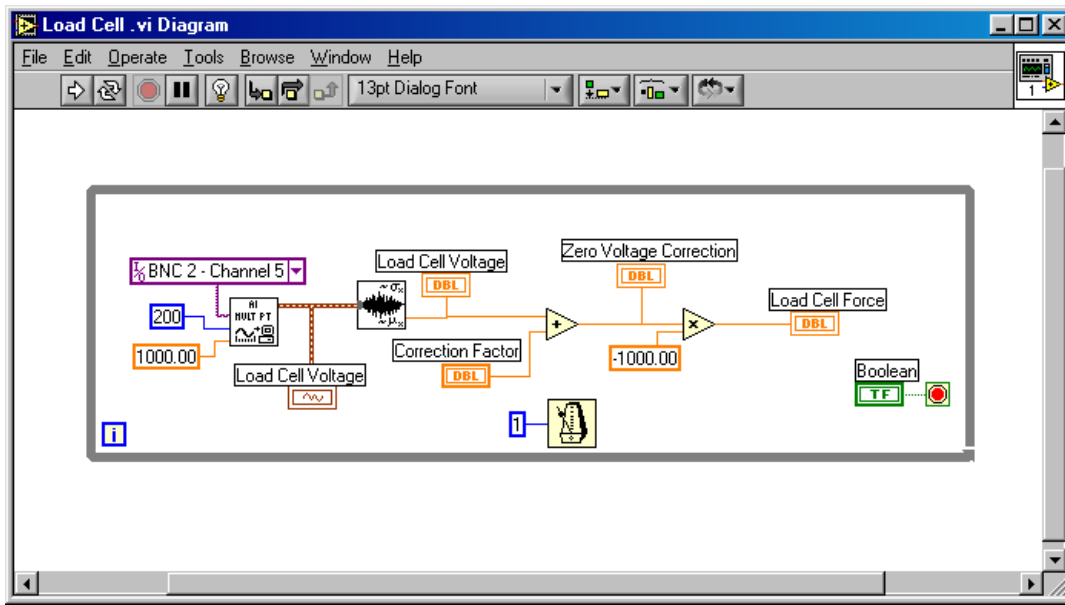 Load Cell .vi Diagram
File Edit Operate Tools Browse Window Help
13pt Dialog Font
1
Zero Voltage Correction
DBL
Load Cell Voltage
DBL
I/O BNC 2 - Channel 5
~σx
~μx
AI
MULT PT
200
1000.00
Load Cell Voltage
Correction Factor
DBL
+
x
-1000.00
Load Cell Force
DBL
Boolean
TF
1
i